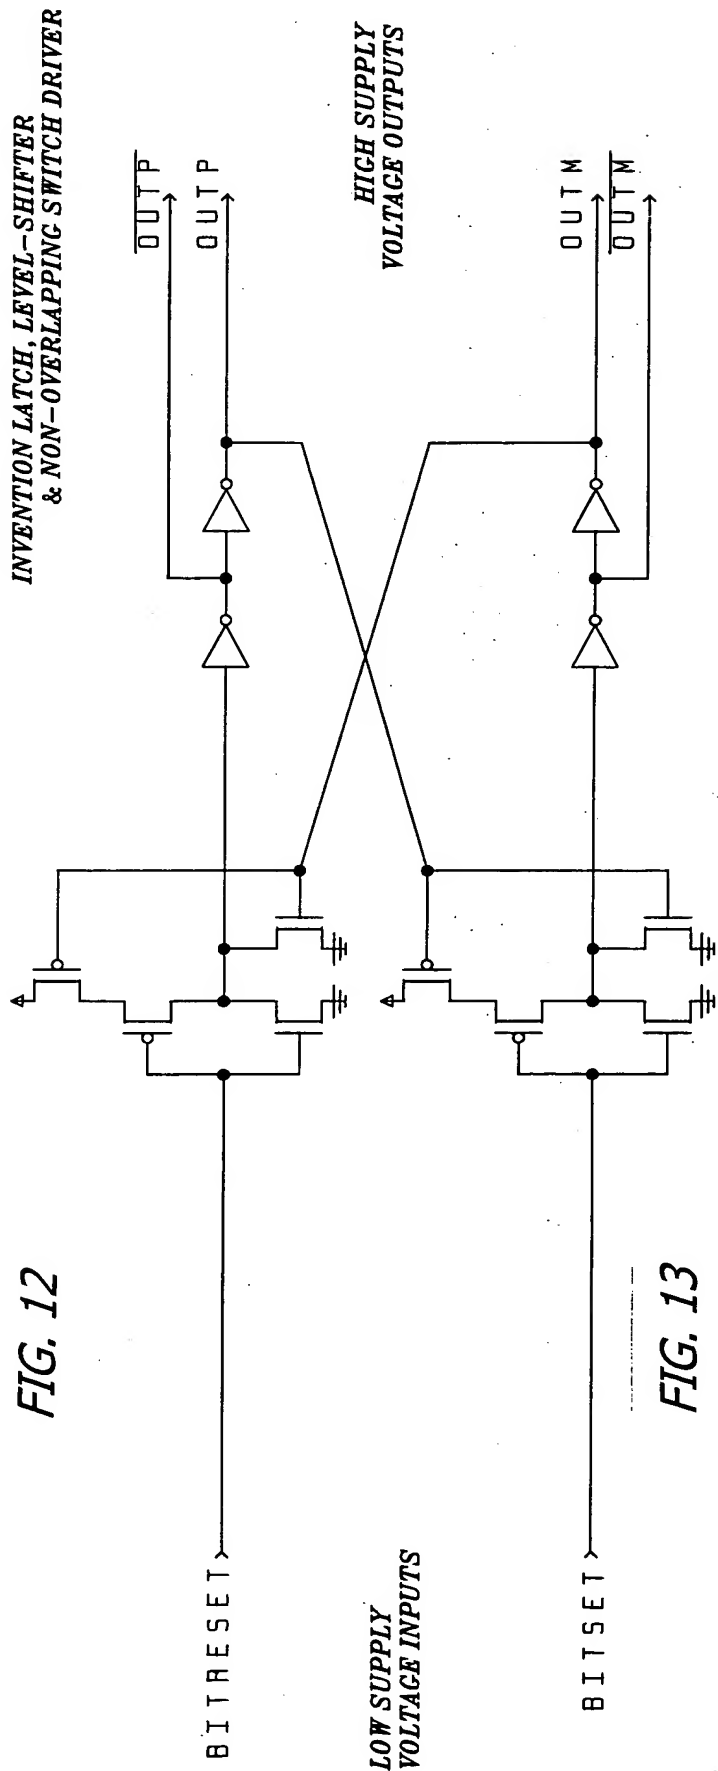 FIG. 12
INVENTION LATCH, LEVEL-SHIFTER
& NON-OVERLAPPING SWITCH DRIVER
OUTP
OUTP
BITRESET
LOW SUPPLY
VOLTAGE INPUTS
HIGH SUPPLY
VOLTAGE OUTPUTS
OUTM
OUTM
BITSET
FIG. 13